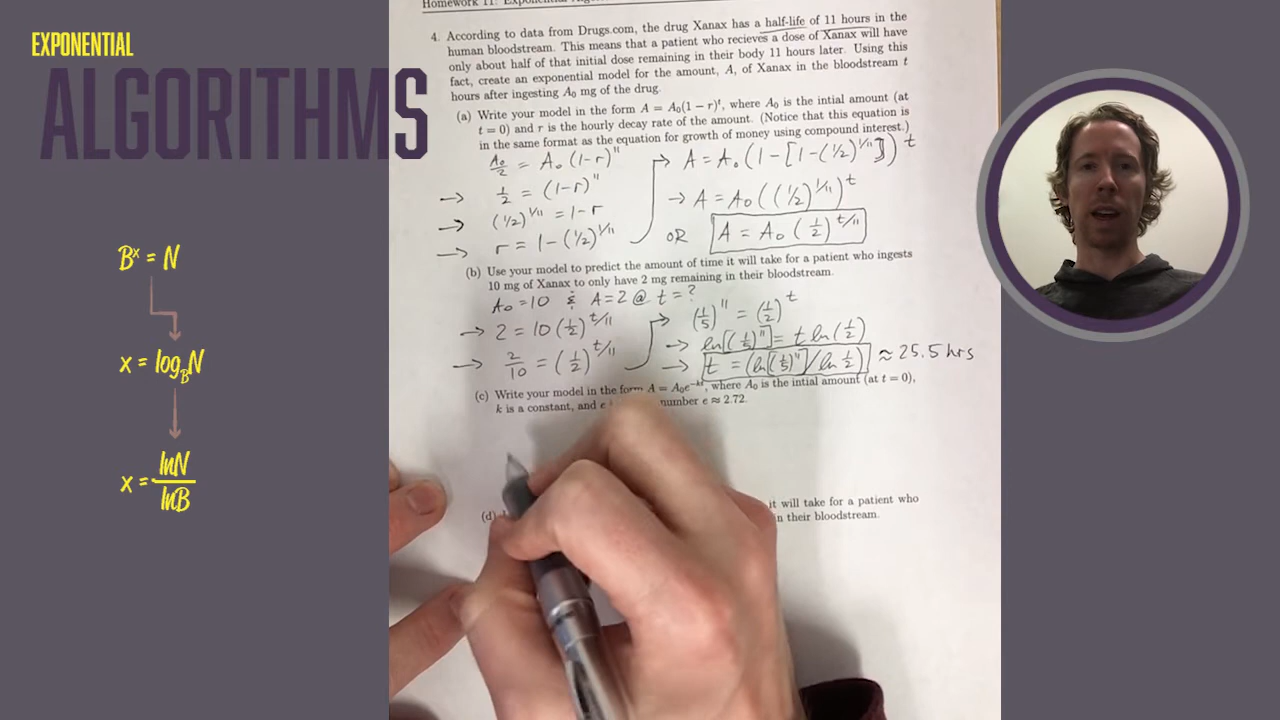 EXPONENTIAL
ALGORITHMS
Bˣ = N
x = log_B N
x = lnN / lnB
4. According to data from Drugs.com, the drug Xanax has a half-life of 11 hours in the
human bloodstream. This means that a patient who recieves a dose of Xanax will have
only about half of that initial dose remaining in their body 11 hours later. Using this
fact, create an exponential model for the amount, A, of Xanax in the bloodstream t
hours after ingesting A₀ mg of the drug.
(a) Write your model in the form A = A₀(1 − r)ᵗ, where A₀ is the intial amount (at
t = 0) and r is the hourly decay rate of the amount. (Notice that this equation is
in the same format as the equation for growth of money using compound interest.)
A₀/2 = A₀ (1-r)¹¹
→ 1/2 = (1-r)¹¹
→ (1/2)^(1/11) = 1-r
→ r = 1-(1/2)^(1/11)
→ A = A₀ (1-[1-(1/2)^(1/11)])^t
→ A = A₀ ((1/2)^(1/11))^t
OR A = A₀ (1/2)^(t/11)
(b) Use your model to predict the amount of time it will take for a patient who ingests
10 mg of Xanax to only have 2 mg remaining in their bloodstream.
A₀ = 10 & A = 2 @ t = ?
→ 2 = 10 (1/2)^(t/11)
→ 2/10 = (1/2)^(t/11)
→ (1/5)^11 = (1/2)^t
→ ln[(1/5)^11] = t ln(1/2)
→ t = (ln[(1/5)^11]/ln 1/2) ≈ 25.5 hrs
(c) Write your model in the form A = A₀e^(−kt), where A₀ is the intial amount (at t = 0),
k is a constant, and e number e ≈ 2.72.
(d) it will take for a patient who
in their bloodstream.